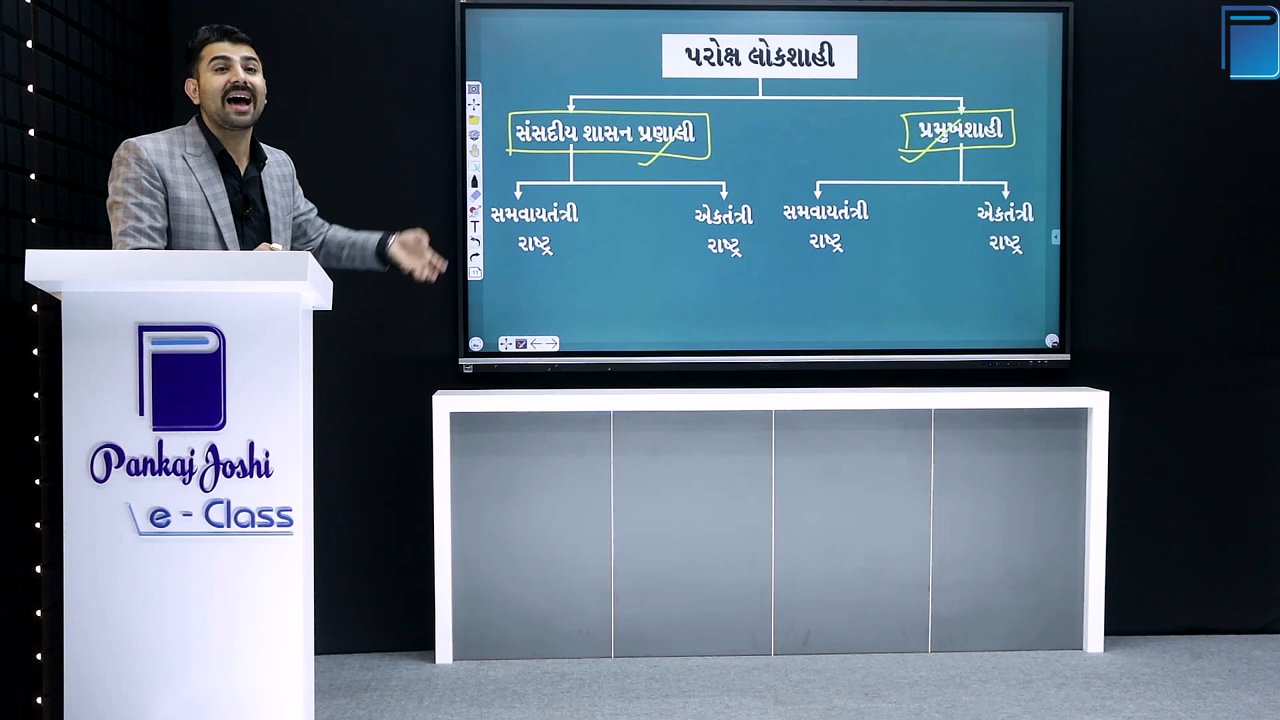 પરોક્ષ લોકશાહી
સંસદીય શાસન પ્રણાલી
પ્રમુખશાહી
સમવાયતંત્રી
રાષ્ટ્ર
એકતંત્રી
રાષ્ટ્ર
સમવાયતંત્રી
રાષ્ટ્ર
એકતંત્રી
રાષ્ટ્ર
Pankaj Joshi
e - Class